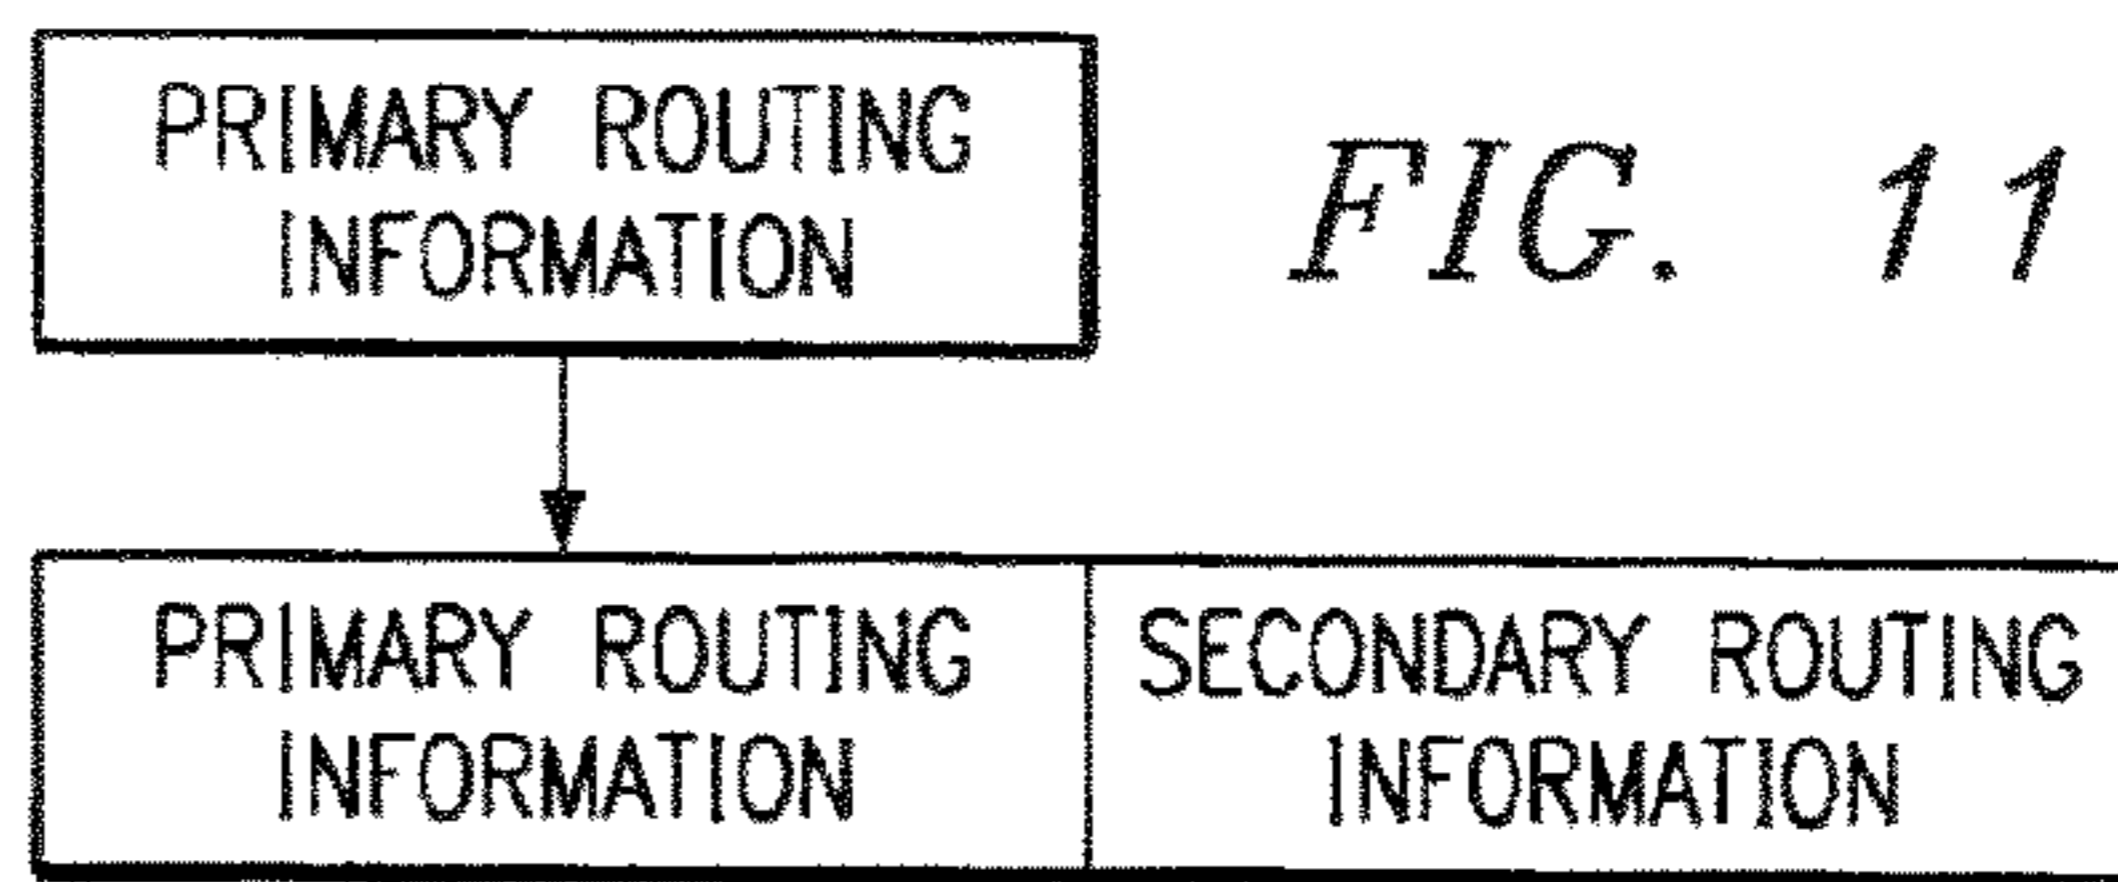 PRIMARY ROUTING
INFORMATION
FIG. 11
PRIMARY ROUTING
INFORMATION
SECONDARY ROUTING
INFORMATION